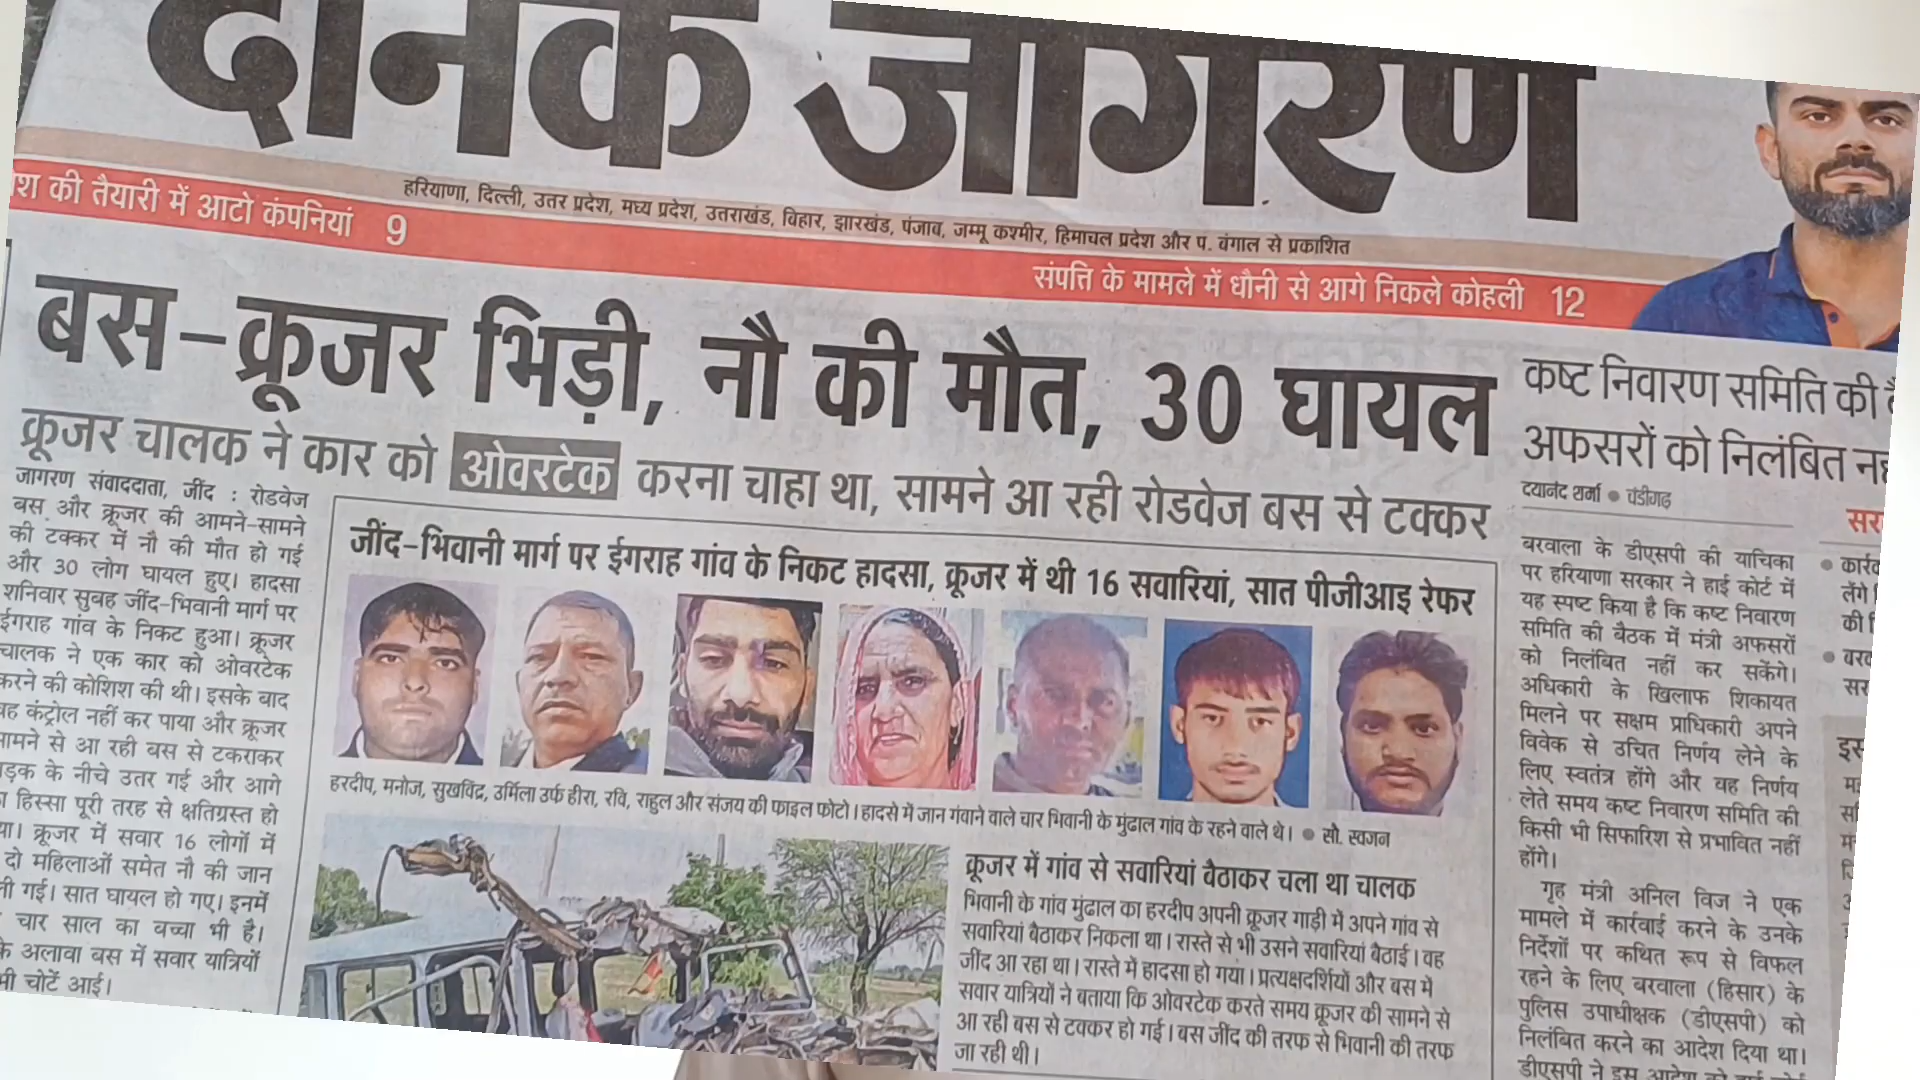 दैनिक जागरण
हरियाणा, दिल्ली, उत्तर प्रदेश, मध्य प्रदेश, उत्तराखंड, बिहार, झारखंड, पंजाब, जम्मू कश्मीर, हिमाचल प्रदेश और प. बंगाल से प्रकाशित
की तैयारी में आटो कंपनियां 9
संपत्ति के मामले में धौनी से आगे निकले कोहली 12
बस-क्रूजर भिड़ी, नौ की मौत, 30 घायल
क्रूजर चालक ने कार को ओवरटेक करना चाहा था, सामने आ रही रोडवेज बस से टक्कर
जागरण संवाददाता, जींद : रोडवेज
बस और क्रूजर की आमने-सामने
की टक्कर में नौ की मौत हो गई
और 30 लोग घायल हुए। हादसा
शनिवार सुबह जींद-भिवानी मार्ग पर
ईगराह गांव के निकट हुआ। क्रूजर
चालक ने एक कार को ओवरटेक
करने की कोशिश की थी। इसके बाद
वह कंट्रोल नहीं कर पाया और क्रूजर
सामने से आ रही बस से टकराकर
सड़क के नीचे उतर गई और आगे
हिस्सा पूरी तरह से क्षतिग्रस्त हो
क्रूजर में सवार 16 लोगों में
दो महिलाओं समेत नौ की जान
गई। सात घायल हो गए। इनमें
चार साल का बच्चा भी है।
के अलावा बस में सवार यात्रियों
भी चोटें आई।
जींद-भिवानी मार्ग पर ईगराह गांव के निकट हादसा, क्रूजर में थी 16 सवारियां, सात पीजीआइ रेफर
हरदीप, मनोज, सुखविंद्र, उर्मिला उर्फ हीरा, रवि, राहुल और संजय की फाइल फोटो। हादसे में जान गंवाने वाले चार भिवानी के मुंढाल गांव के रहने वाले थे। ● सौ. स्वजन
क्रूजर में गांव से सवारियां बैठाकर चला था चालक
भिवानी के गांव मुंढाल का हरदीप अपनी क्रूजर गाड़ी में अपने गांव से
सवारियां बैठाकर निकला था। रास्ते से भी उसने सवारियां बैठाई। वह
जींद आ रहा था। रास्ते में हादसा हो गया। प्रत्यक्षदर्शियों और बस में
सवार यात्रियों ने बताया कि ओवरटेक करते समय क्रूजर की सामने से
आ रही बस से टक्कर हो गई। बस जींद की तरफ से भिवानी की तरफ
जा रही थी।
कष्ट निवारण समिति की
अफसरों को निलंबित
दयानंद शर्मा ● चंडीगढ़
बरवाला के डीएसपी की याचिका
पर हरियाणा सरकार ने हाई कोर्ट में
यह स्पष्ट किया है कि कष्ट निवारण
समिति की बैठक में मंत्री अफसरों
को निलंबित नहीं कर सकेंगे।
अधिकारी के खिलाफ शिकायत
मिलने पर सक्षम प्राधिकारी अपने
विवेक से उचित निर्णय लेने के
लिए स्वतंत्र होंगे और वह निर्णय
लेते समय कष्ट निवारण समिति की
किसी भी सिफारिश से प्रभावित नहीं
होंगे।
गृह मंत्री अनिल विज ने एक
मामले में कार्रवाई करने के उनके
निर्देशों पर कथित रूप से विफल
रहने के लिए बरवाला (हिसार) के
पुलिस उपाधीक्षक (डीएसपी) को
निलंबित करने का आदेश दिया था।
डीएसपी ने इस आदेश को
लेंगे
की